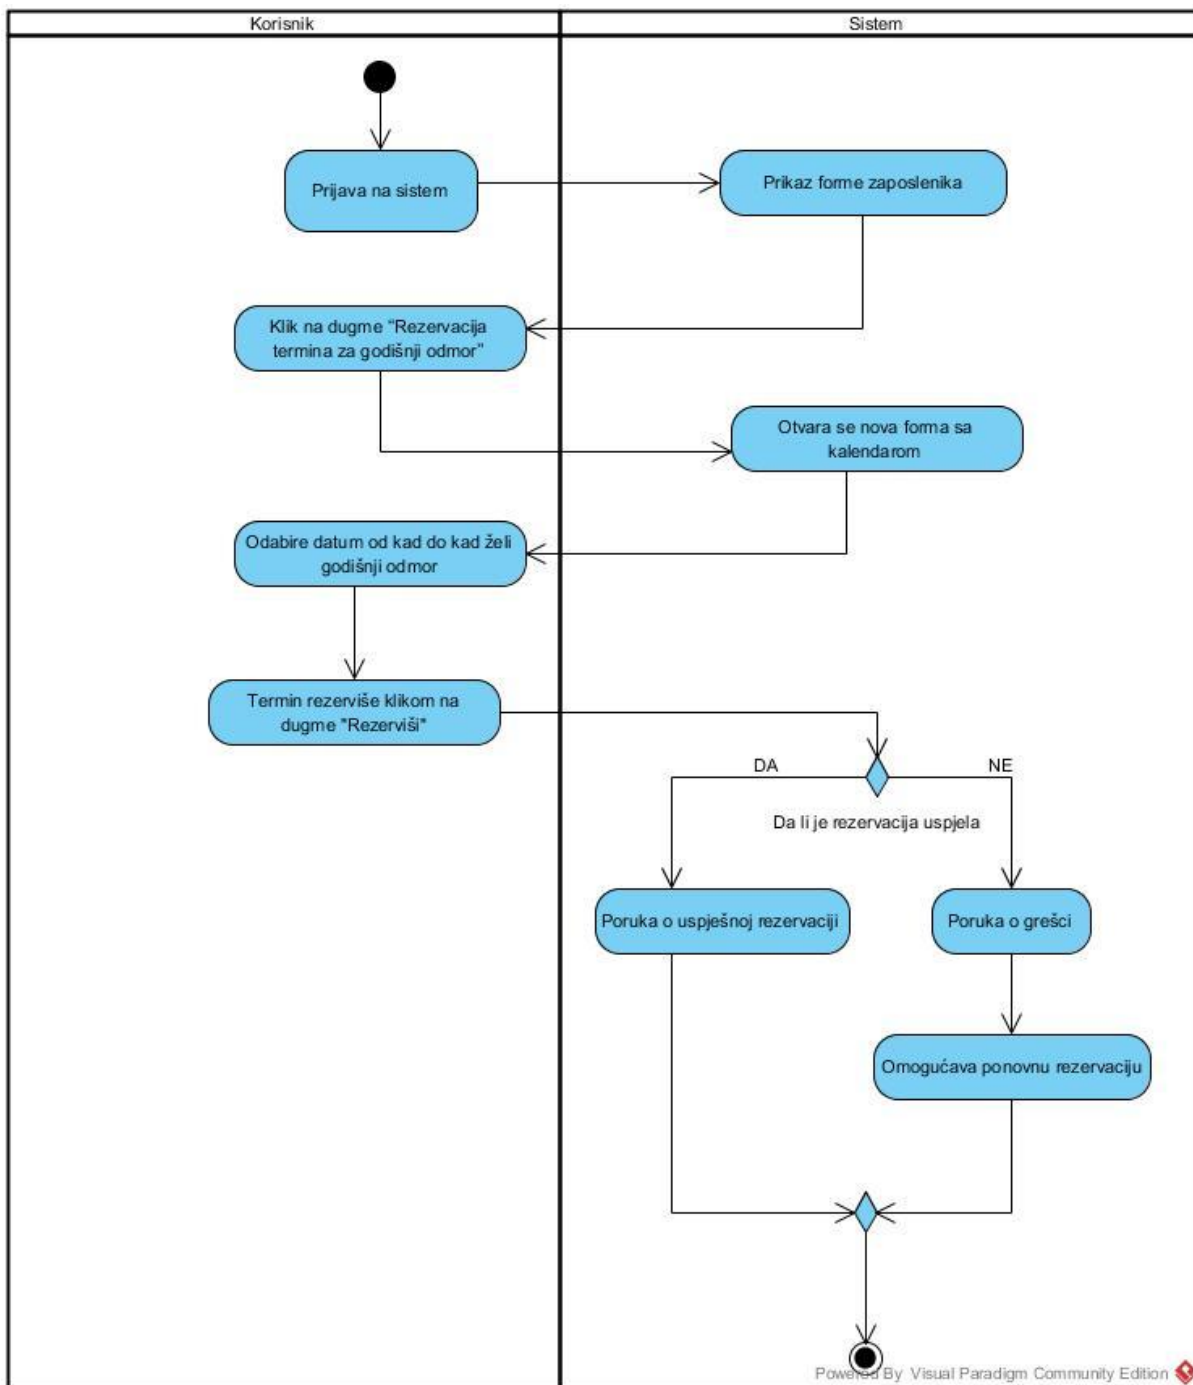 Korisnik
Sistem
Prijava na sistem
Prikaz forme zaposlenika
Klik na dugme "Rezervacija
termina za godišnji odmor"
Otvara se nova forma sa
kalendarom
Odabire datum od kad do kad želi
godišnji odmor
Termin rezerviše klikom na
dugme "Rezerviši"
DA
NE
Da li je rezervacija uspjela
Poruka o uspješnoj rezervaciji
Poruka o grešci
Omogućava ponovnu rezervaciju
Powered By Visual Paradigm Community Edition